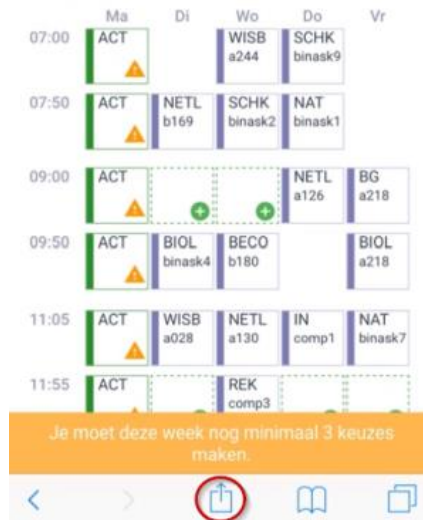 Ma Di Wo Do Vr
07:00 ACT WISB SCHK
a244 binask9
07:50 ACT NETL SCHK NAT
b169 binask2 binask1
09:00 ACT NETL BG
a126 a218
09:50 ACT BIOL BECO BIOL
binask4 b180 a218
11:05 ACT WISB NETL IN NAT
a028 a130 comp1 binask7
11:55 ACT REK
comp3
Je moet deze week nog minimaal 3 keuzes
maken.